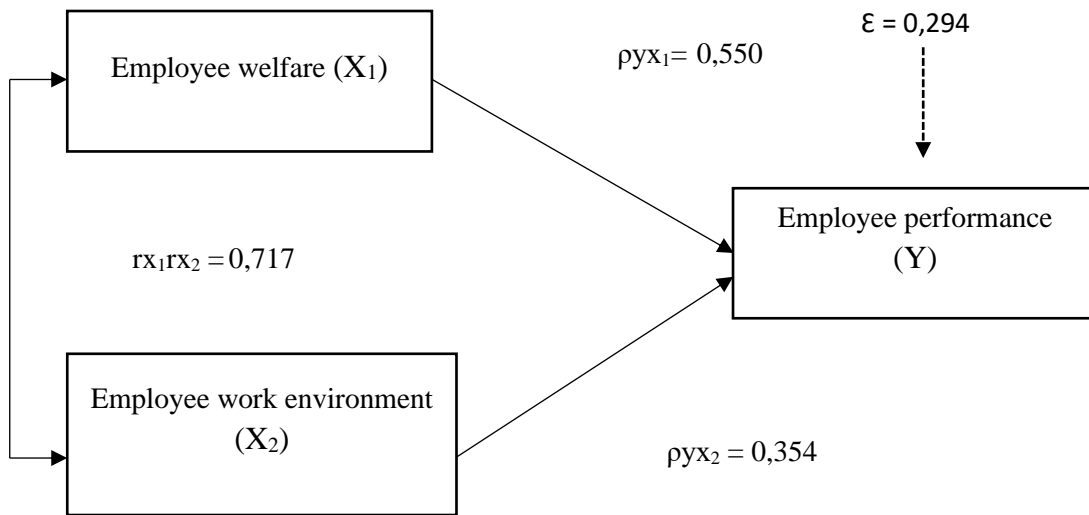 Ɛ = 0,294
ρyx₁= 0,550
Employee welfare (X₁)
Employee performance
(Y)
rx₁rx₂ = 0,717
Employee work environment
(X₂)
ρyx₂ = 0,354